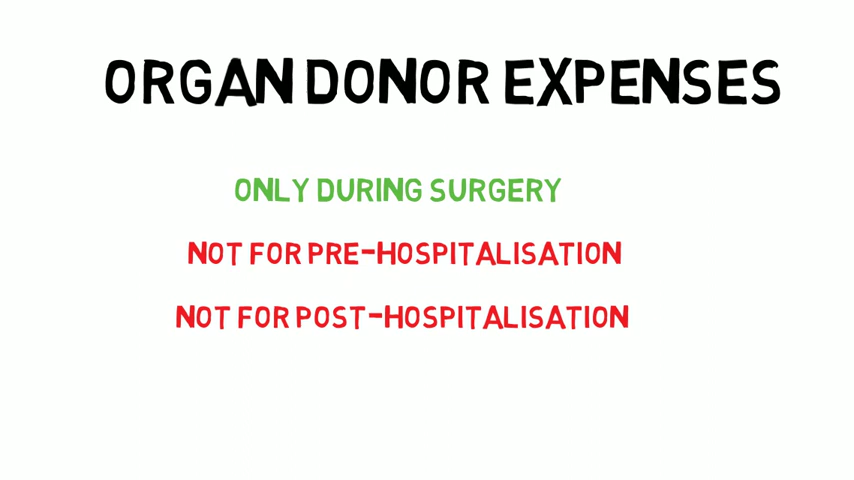 ORGAN DONOR EXPENSES
ONLY DURING SURGERY
NOT FOR PRE-HOSPITALISATION
NOT FOR POST-HOSPITALISATION